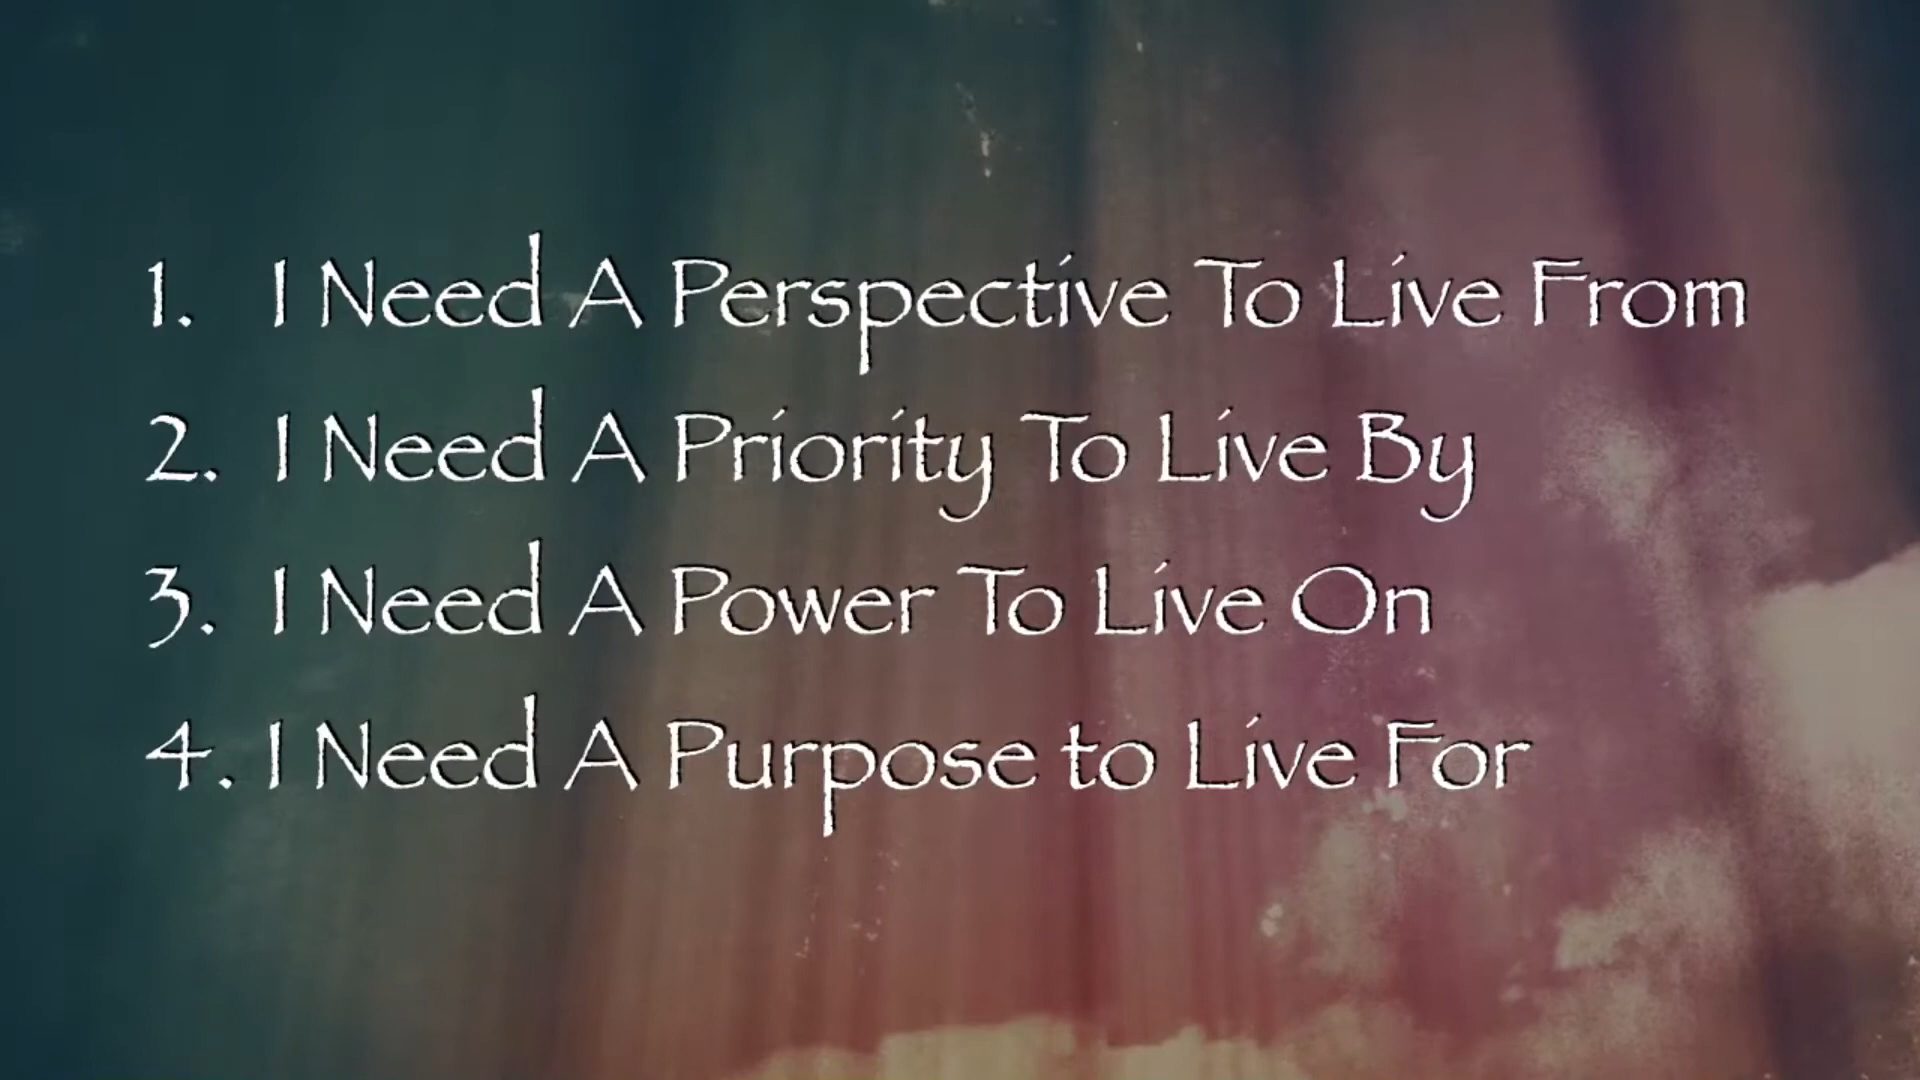 1. I Need A Perspective To Live From
2. I Need A Priority To Live By
3. I Need A Power To Live On
4. I Need A Purpose to Live For